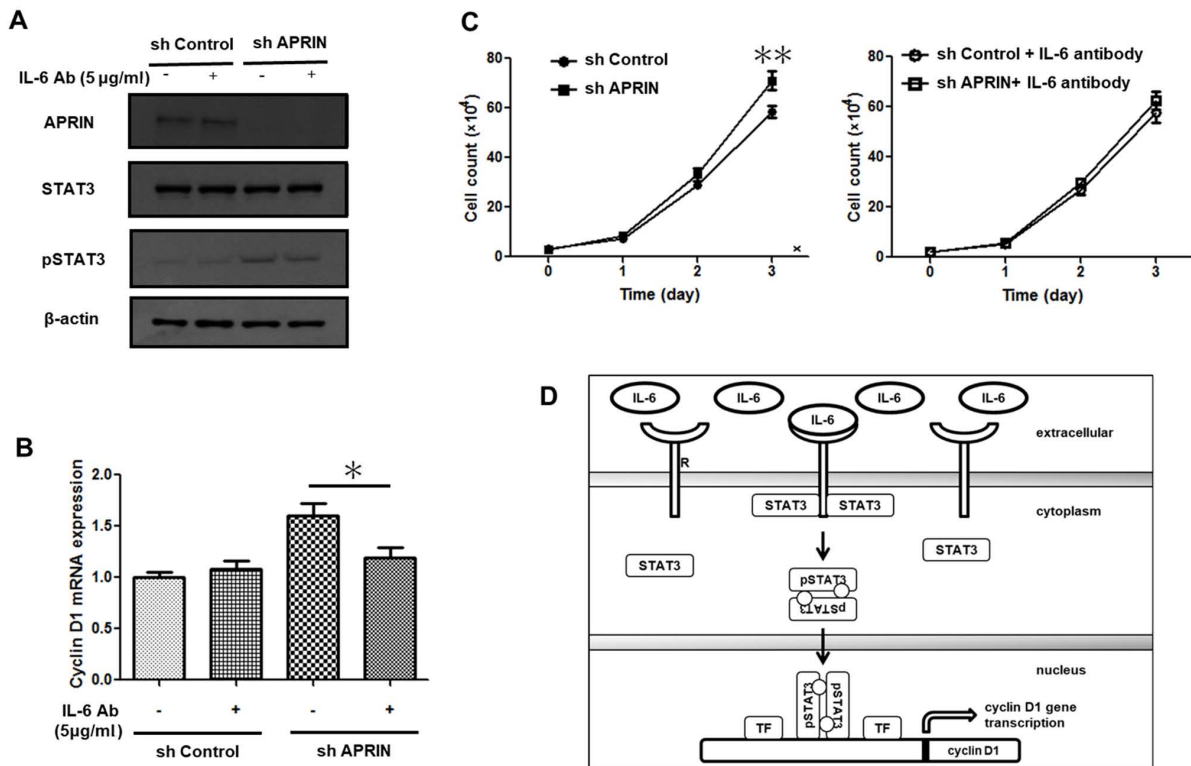 A
sh Control sh APRIN
IL-6 Ab (5 μg/ml) - + - +
APRIN
STAT3
pSTAT3
β-actin
B
Cyclin D1 mRNA expression
2.0
1.5
1.0
0.5
0.0
*
IL-6 Ab - + - +
(5μg/ml)
sh Control sh APRIN
C
Cell count (×10⁴)
80
60
40
20
0
sh Control
sh APRIN
**
×
0 1 2 3
Time (day)
Cell count (×10⁴)
80
60
40
20
0
sh Control + IL-6 antibody
sh APRIN+ IL-6 antibody
0 1 2 3
Time (day)
D
IL-6 IL-6 IL-6 IL-6 IL-6
extracellular
R
STAT3 STAT3
cytoplasm
STAT3 STAT3
pSTAT3
pSTAT3
nucleus
pSTAT3 pSTAT3
TF TF
cyclin D1 gene
transcription
cyclin D1